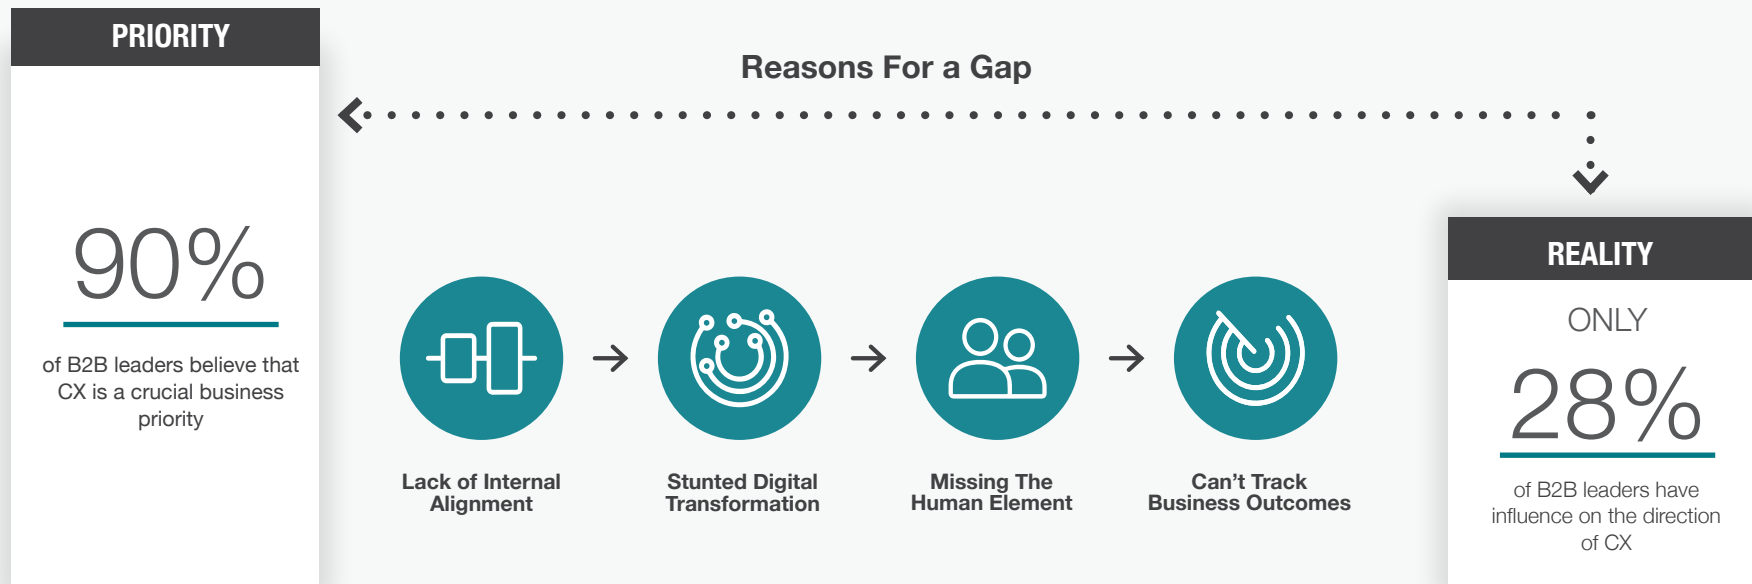 PRIORITY
90%
of B2B leaders believe that
CX is a crucial business
priority
Reasons For a Gap
Lack of Internal
Alignment
Stunted Digital
Transformation
Missing The
Human Element
Can't Track
Business Outcomes
REALITY
ONLY
28%
of B2B leaders have
influence on the direction
of CX